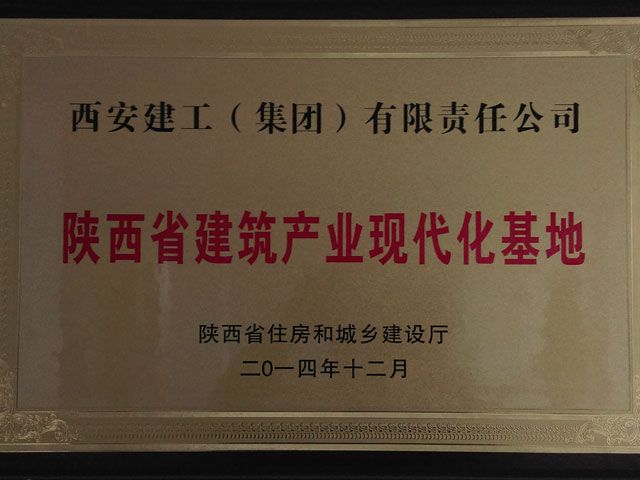 西安建工（集团）有限责任公司
陕西省建筑产业现代化基地
陕西省住房和城乡建设厅
二0一四年十二月